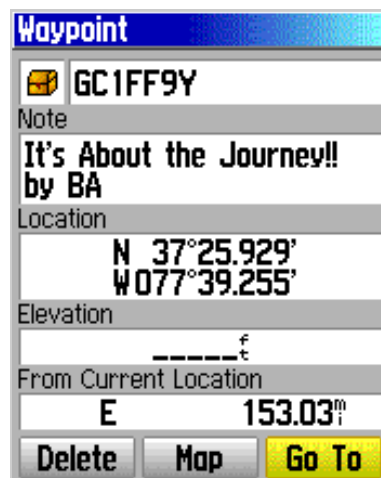 Waypoint
GC1FF9Y
Note
It's About the Journey!!
by BA
Location
N 37°25.929'
W077°39.255'
Elevation
_____ft
From Current Location
E 153.03mi
Delete Map Go To